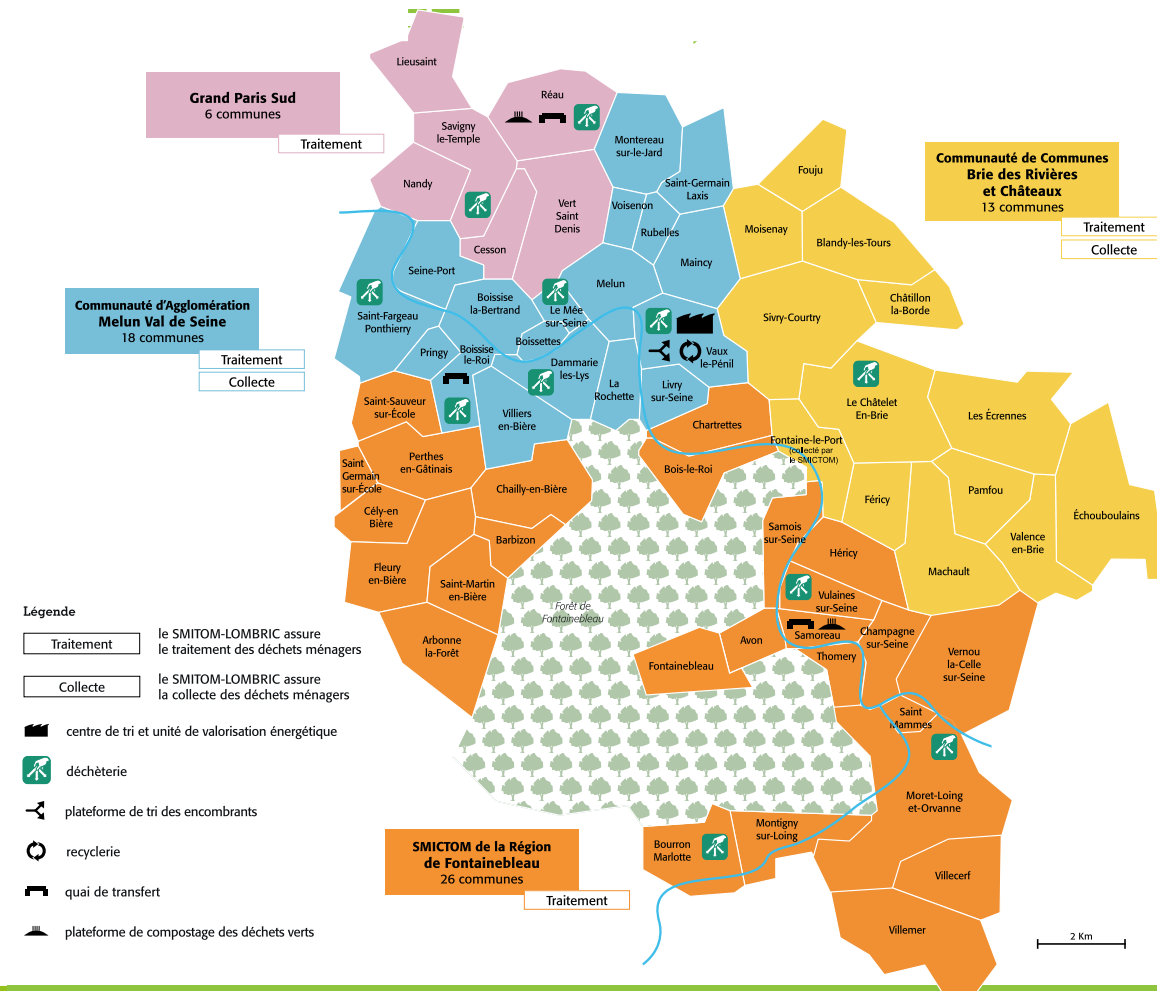 Lieusaint
Grand Paris Sud
6 communes
Traitement
Réau
Savigny
le-Temple
Nandy
Vert
Saint
Denis
Cesson
Montereau
sur-le-Jard
Saint-Germain
Laxis
Voisenon
Rubelles
Maincy
Communauté de Communes
Brie des Rivières
et Châteaux
13 communes
Traitement
Collecte
Fouju
Moisenay
Blandy-les-Tours
Châtillon
la-Borde
Sivry-Courtry
Communauté d'Agglomération
Melun Val de Seine
18 communes
Traitement
Collecte
Seine-Port
Saint-Fargeau
Ponthierry
Boissise
la-Bertrand
Melun
Le Mée
sur-Seine
Boissettes
Pringy
Boissise
le-Roi
Dammarie
les-Lys
Vaux
le-Pénil
La
Rochette
Livry
sur-Seine
Villiers
en-Bière
Saint-Sauveur
sur-École
Chartrettes
Le Châtelet
En-Brie
Les Écrennes
Fontaine-le-Port
(collecté par
le SMICTOM)
Perthes
en-Gâtinais
Saint
Germain
sur-École
Bois-le-Roi
Chailly-en-Bière
Cély-en
Bière
Féricy
Pamfou
Échouboulains
Valence
en-Brie
Machault
Barbizon
Samois
sur-Seine
Héricy
Fleury
en-Bière
Saint-Martin
en-Bière
Vulaines
sur-Seine
Forêt de
Fontainebleau
Arbonne
la-Forêt
Samoreau
Champagne
sur-Seine
Avon
Fontainebleau
Thomery
Vernou
la-Celle
sur-Seine
Saint
Mammes
Moret-Loing
et-Orvanne
Montigny
sur-Loing
Bourron
Marlotte
Villecerf
Villemer
SMICTOM de la Région
de Fontainebleau
26 communes
Traitement
Légende
Traitement
le SMITOM-LOMBRIC assure
le traitement des déchets ménagers
Collecte
le SMITOM-LOMBRIC assure
la collecte des déchets ménagers
centre de tri et unité de valorisation énergétique
déchèterie
plateforme de tri des encombrants
recyclerie
quai de transfert
plateforme de compostage des déchets verts
2 Km